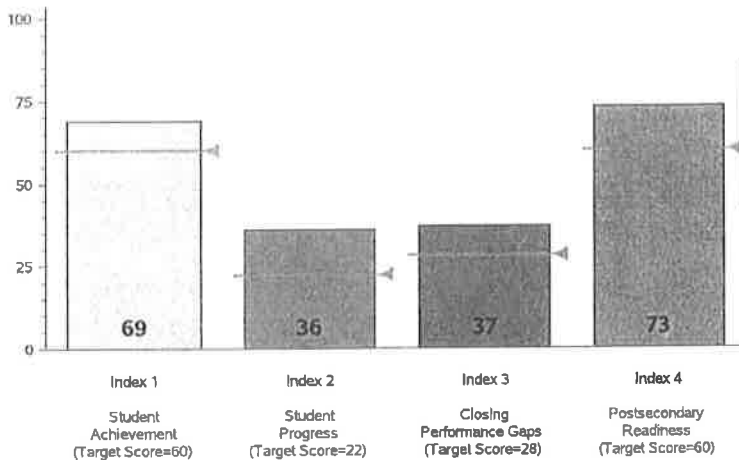 100
75
50
25
0
69
36
37
73
Index 1
Index 2
Index 3
Index 4
Student
Achievement
(Target Score=60)
Student
Progress
(Target Score=22)
Closing
Performance Gaps
(Target Score=28)
Postsecondary
Readiness
(Target Score=60)